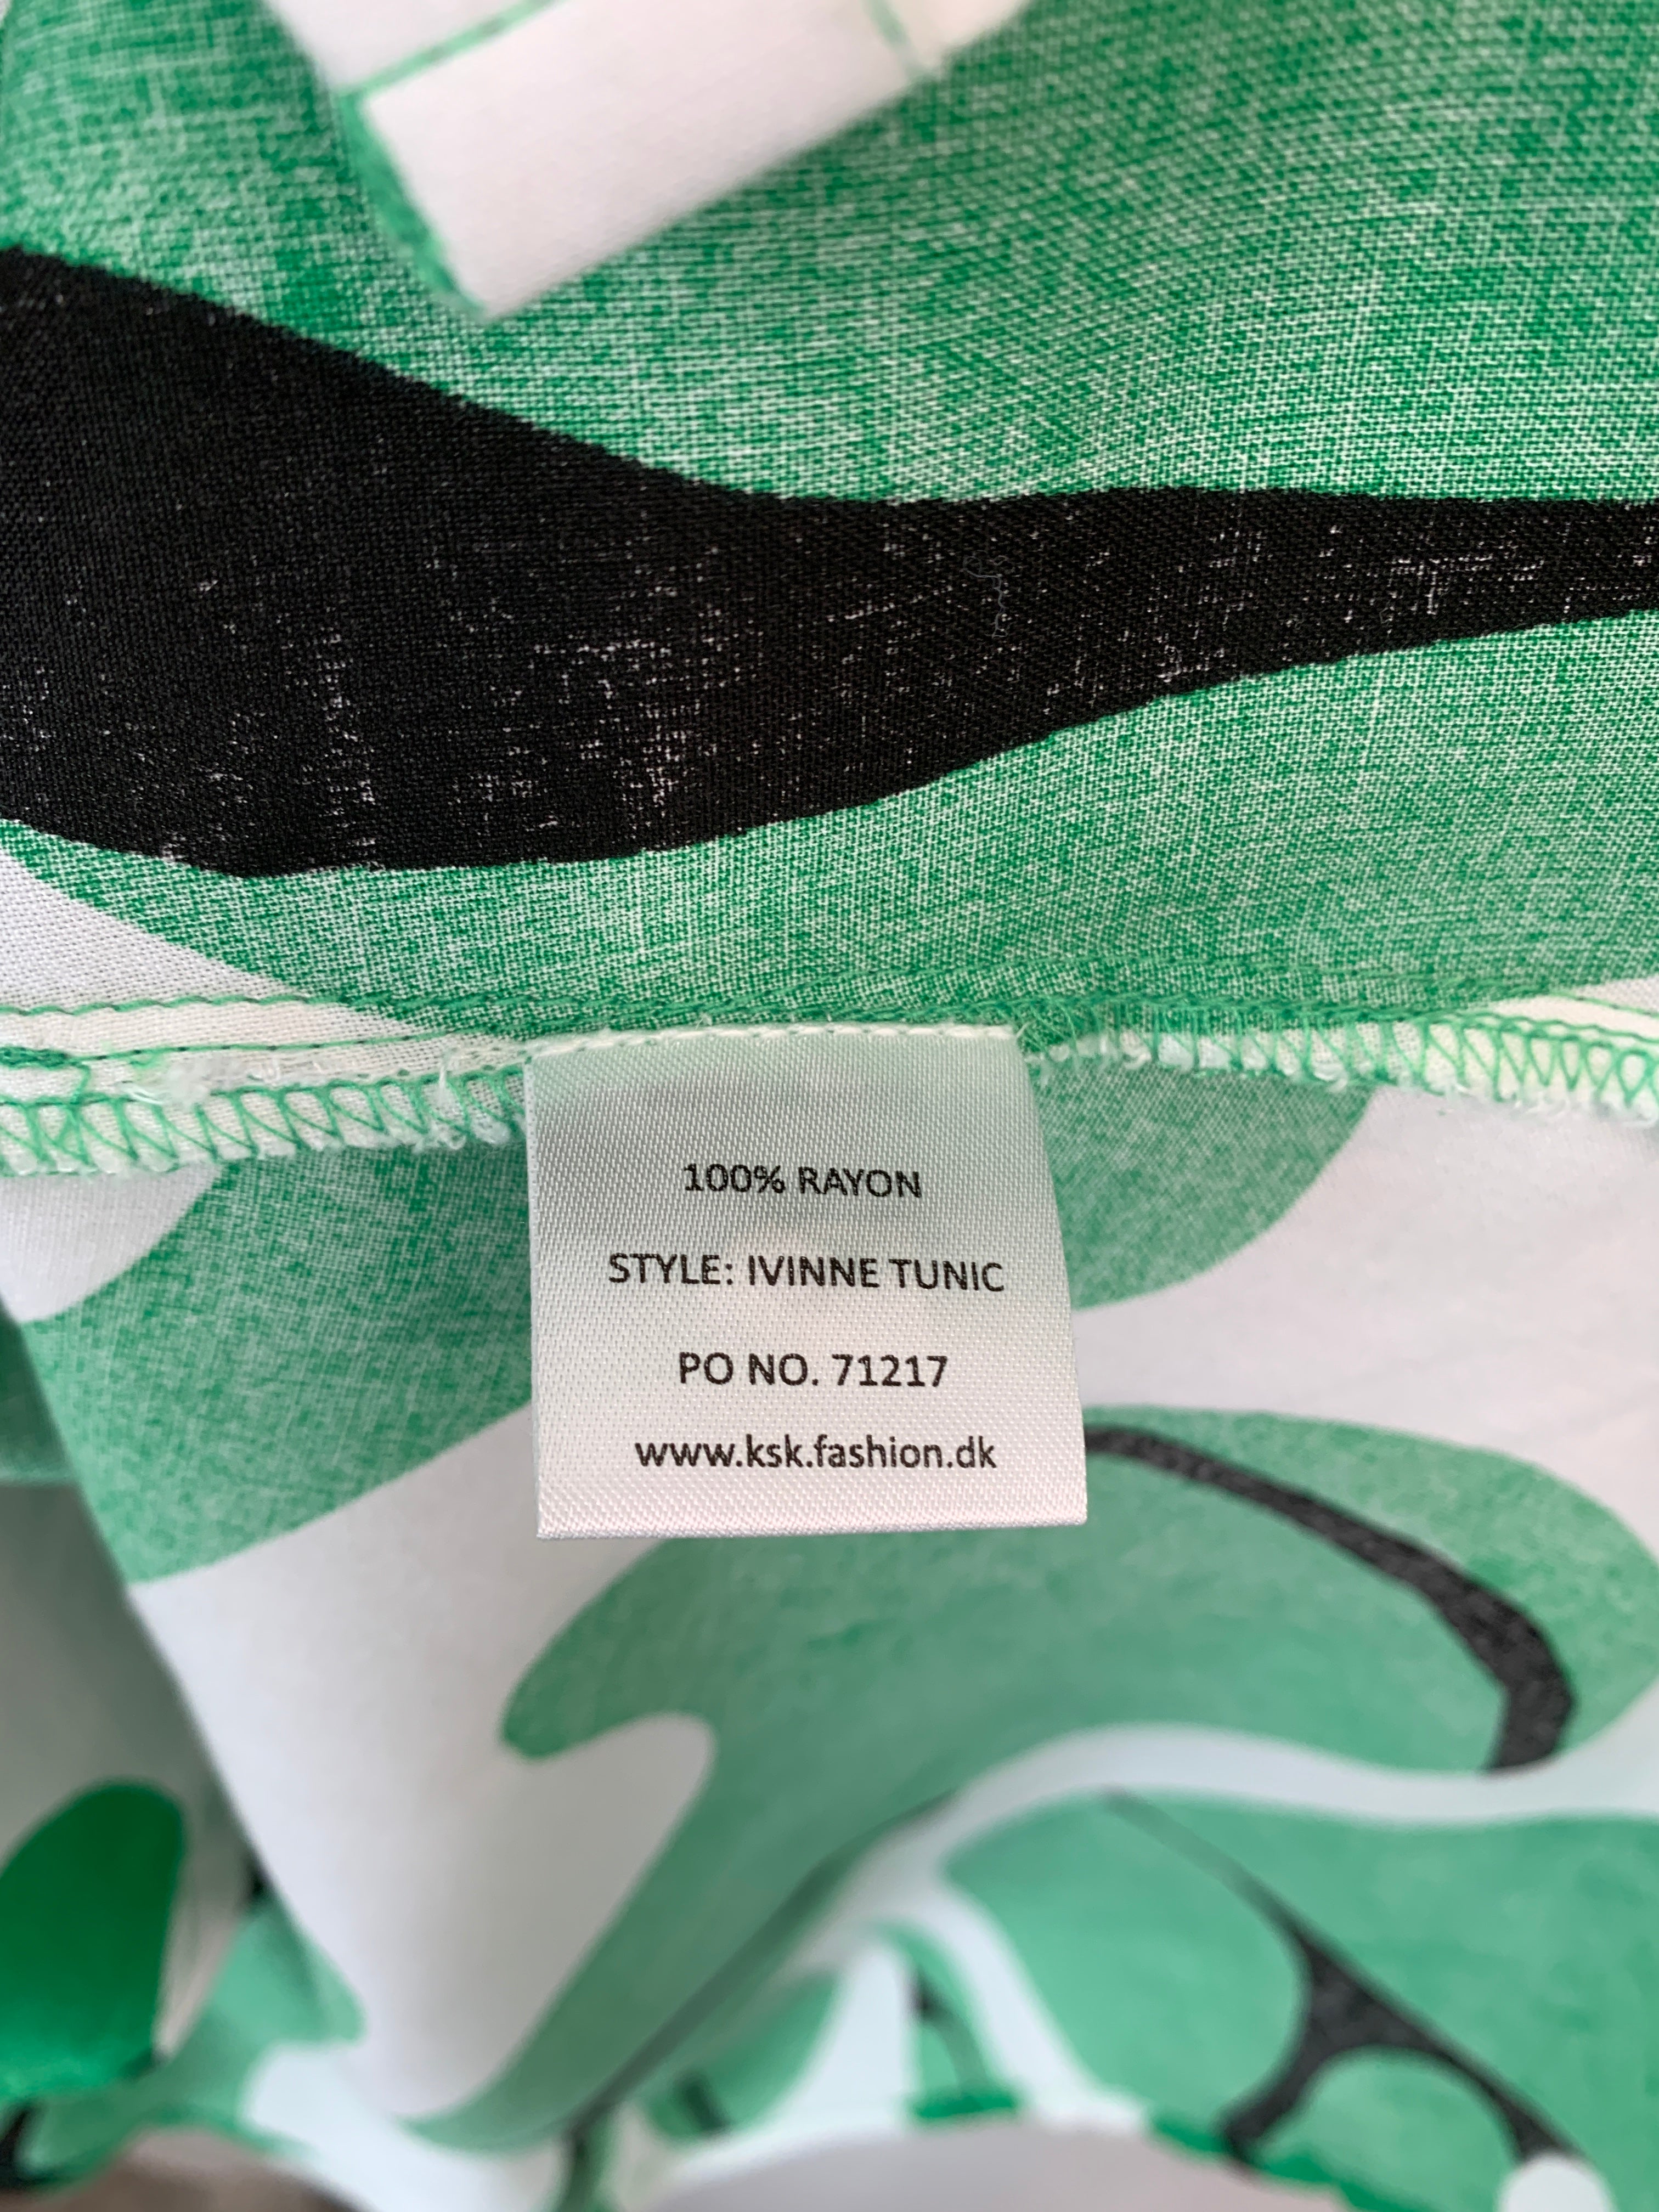 100% RAYON
STYLE: IVINNE TUNIC
PO NO. 71217
www.ksk.fashion.dk